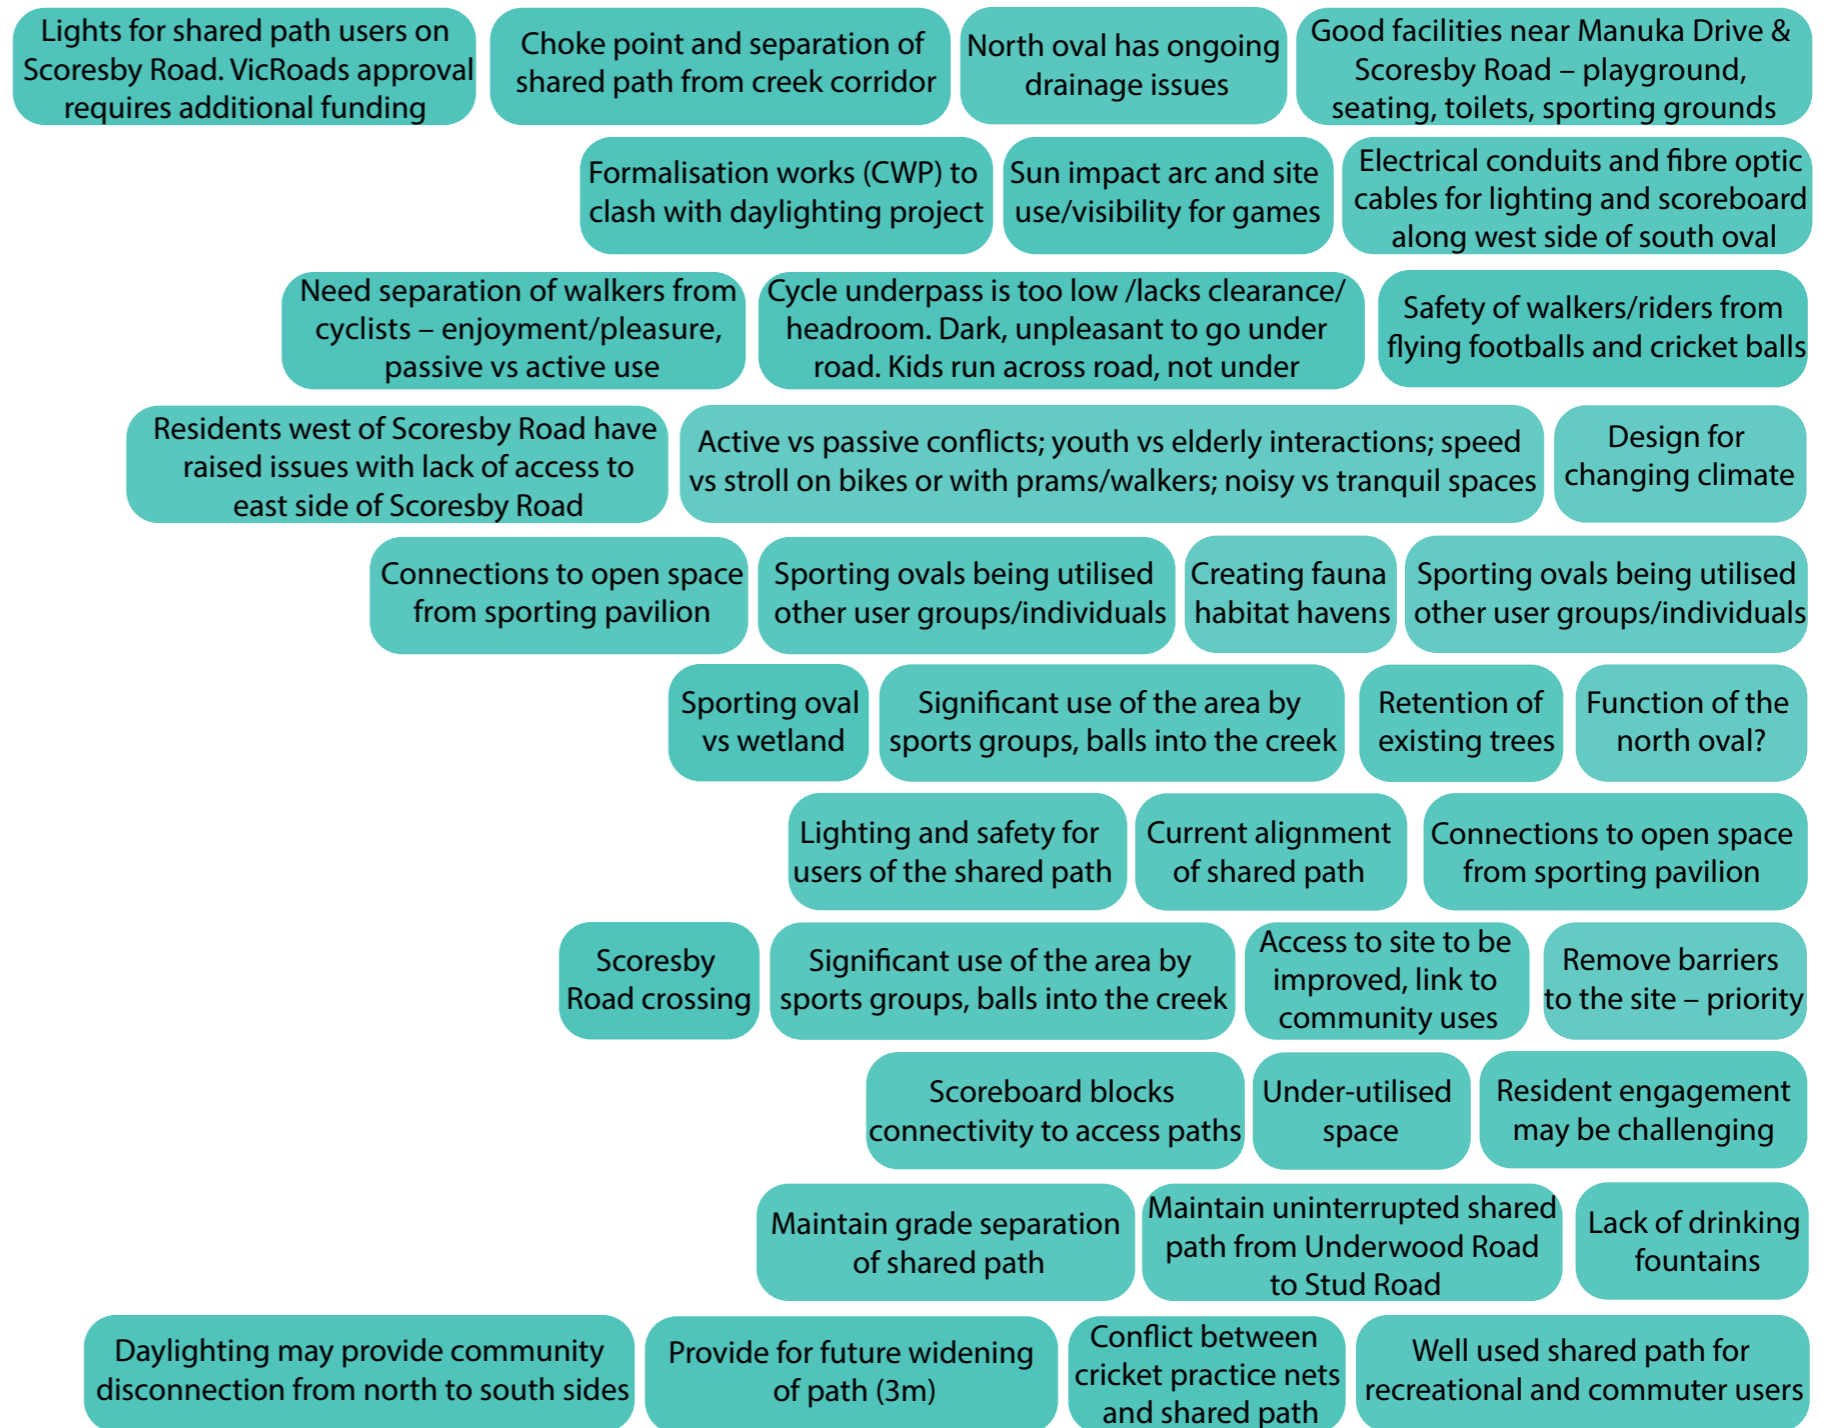 Lights for shared path users on
Scoresby Road. VicRoads approval
requires additional funding
Choke point and separation of
shared path from creek corridor
North oval has ongoing
drainage issues
Good facilities near Manuka Drive &
Scoresby Road – playground,
seating, toilets, sporting grounds
Formalisation works (CWP) to
clash with daylighting project
Sun impact arc and site
use/visibility for games
Electrical conduits and fibre optic
cables for lighting and scoreboard
along west side of south oval
Need separation of walkers from
cyclists – enjoyment/pleasure,
passive vs active use
Cycle underpass is too low /lacks clearance/
headroom. Dark, unpleasant to go under
road. Kids run across road, not under
Safety of walkers/riders from
flying footballs and cricket balls
Residents west of Scoresby Road have
raised issues with lack of access to
east side of Scoresby Road
Active vs passive conflicts; youth vs elderly interactions; speed
vs stroll on bikes or with prams/walkers; noisy vs tranquil spaces
Design for
changing climate
Connections to open space
from sporting pavilion
Sporting ovals being utilised
other user groups/individuals
Creating fauna
habitat havens
Sporting ovals being utilised
other user groups/individuals
Sporting oval
vs wetland
Significant use of the area by
sports groups, balls into the creek
Retention of
existing trees
Function of the
north oval?
Lighting and safety for
users of the shared path
Current alignment
of shared path
Connections to open space
from sporting pavilion
Scoresby
Road crossing
Significant use of the area by
sports groups, balls into the creek
Access to site to be
improved, link to
community uses
Remove barriers
to the site – priority
Scoreboard blocks
connectivity to access paths
Under-utilised
space
Resident engagement
may be challenging
Maintain grade separation
of shared path
Maintain uninterrupted shared
path from Underwood Road
to Stud Road
Lack of drinking
fountains
Daylighting may provide community
disconnection from north to south sides
Provide for future widening
of path (3m)
Conflict between
cricket practice nets
and shared path
Well used shared path for
recreational and commuter users